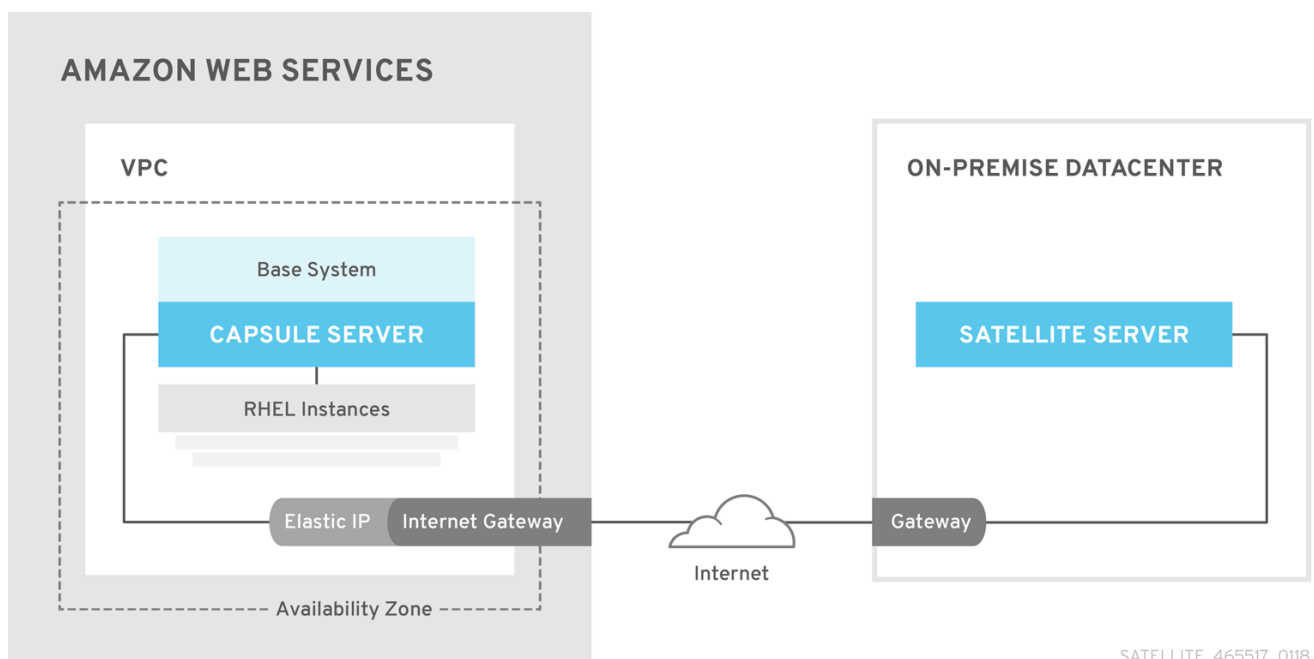 AMAZON WEB SERVICES
VPC
Base System
CAPSULE SERVER
RHEL Instances
Elastic IP
Internet Gateway
Availability Zone
Internet
ON-PREMISE DATACENTER
SATELLITE SERVER
Gateway
SATELLITE_465517_0118